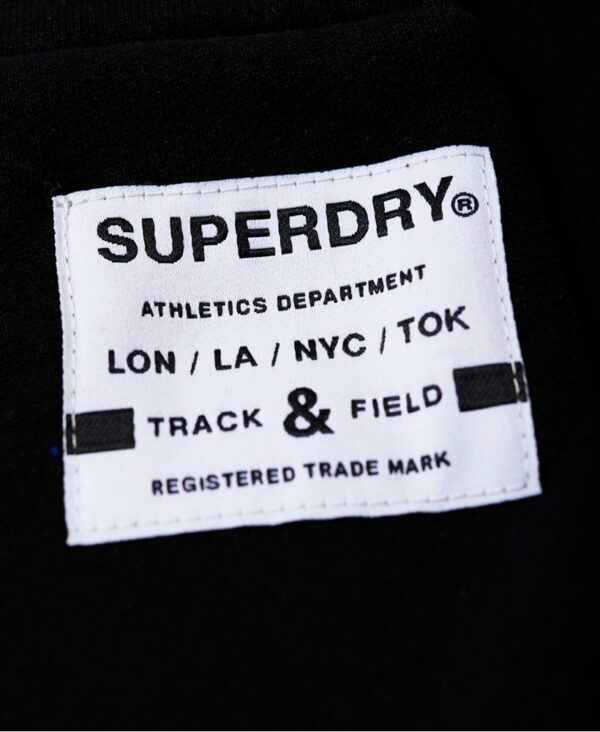 SUPERDRY®
ATHLETICS DEPARTMENT
LON / LA / NYC / TOK
TRACK & FIELD
REGISTERED TRADE MARK